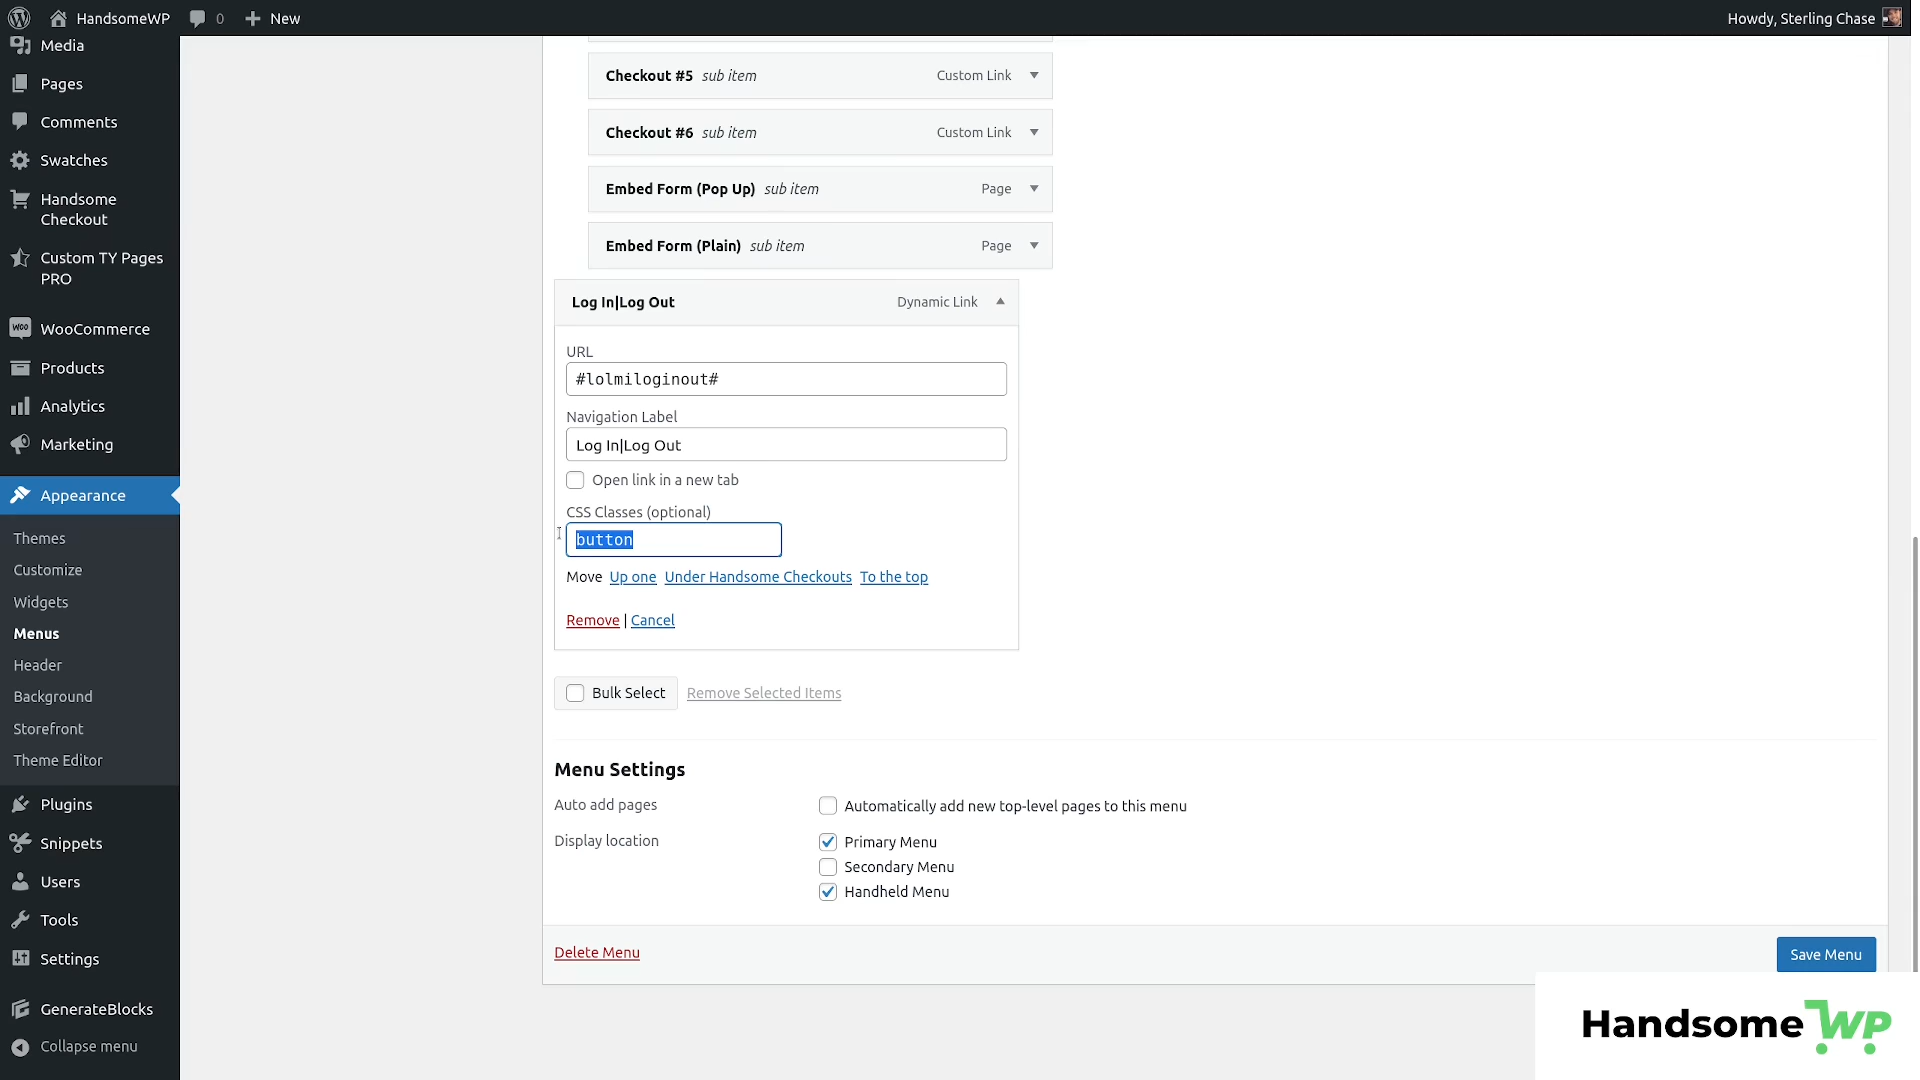 HandsomeWP 0 New Howdy, Sterling Chase
Media
Pages
Comments
Swatches
Handsome
Checkout
Custom TY Pages
PRO
WOO WooCommerce
Products
Analytics
Marketing
Appearance
Themes
Customize
Widgets
Menus
Header
Background
Storefront
Theme Editor
Plugins
Snippets
Users
Tools
Settings
GenerateBlocks
Collapse menu
Checkout #5 sub item Custom Link
Checkout #6 sub item Custom Link
Embed Form (Pop Up) sub item Page
Embed Form (Plain) sub item Page
Log In|Log Out Dynamic Link
URL
#lolmiloginout#
Navigation Label
Log In|Log Out
Open link in a new tab
CSS Classes (optional)
button
Move Up one Under Handsome Checkouts To the top
Remove | Cancel
Bulk Select Remove Selected Items
Menu Settings
Auto add pages Automatically add new top-level pages to this menu
Display location Primary Menu
Secondary Menu
Handheld Menu
Delete Menu Save Menu
HandsomeWP